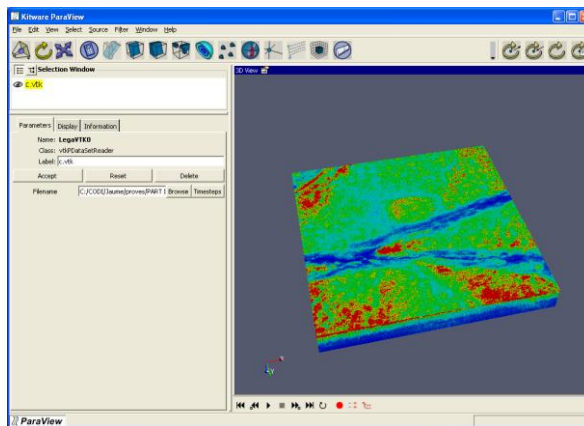 Kitware ParaView
File Edit View Select Source Filter Window Help
Selection Window
c.vtk
3D View
Parameters Display Information
Name: LegaVTK0
Class: vtkPDataSetReader
Label: c.vtk
Accept Reset Delete
Filename C:/CODI/Jaume/proves/PART Browse Timesteps
Y
ParaView